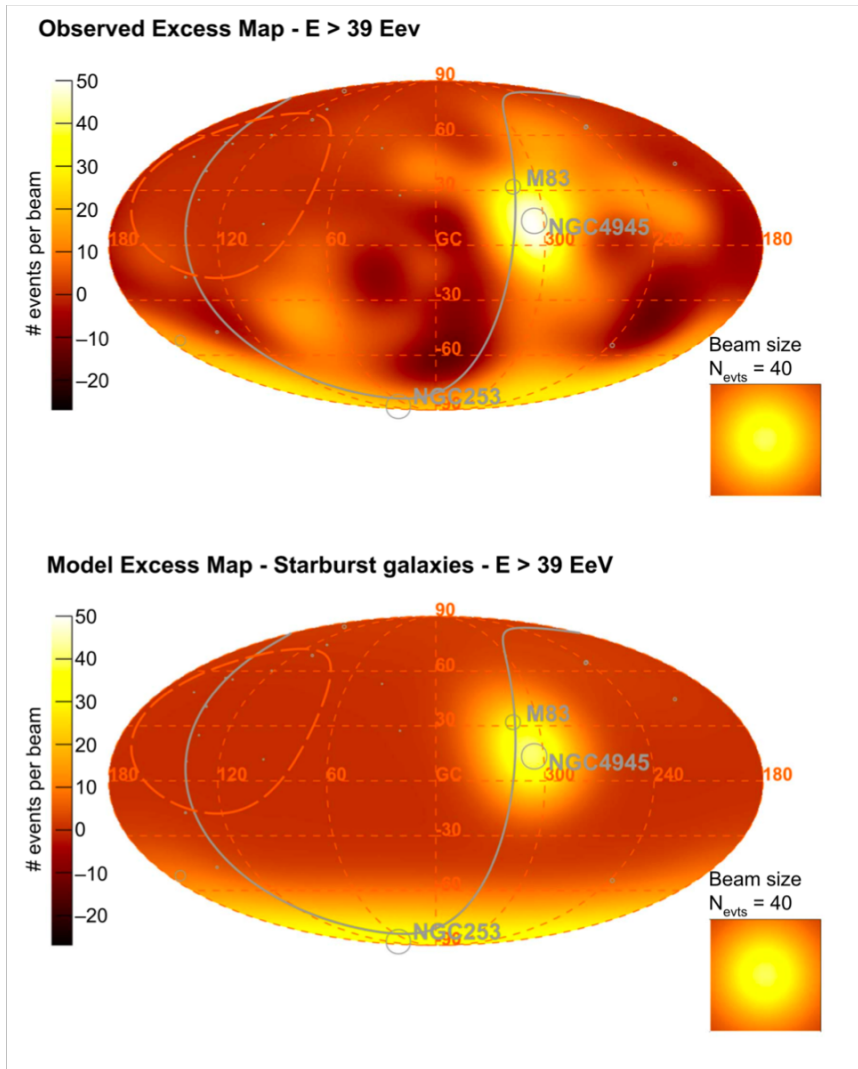 Observed Excess Map - E > 39 Eev
# events per beam
50
40
30
20
10
0
−10
−20
90
60
30
M83
NGC4945
180
120
60
GC
300
240
180
-30
-60
NGC253
-90
Beam size
N_evts = 40
Model Excess Map - Starburst galaxies - E > 39 EeV
# events per beam
50
40
30
20
10
0
−10
−20
90
60
30
M83
NGC4945
180
120
60
GC
300
240
180
-30
-60
NGC253
-90
Beam size
N_evts = 40